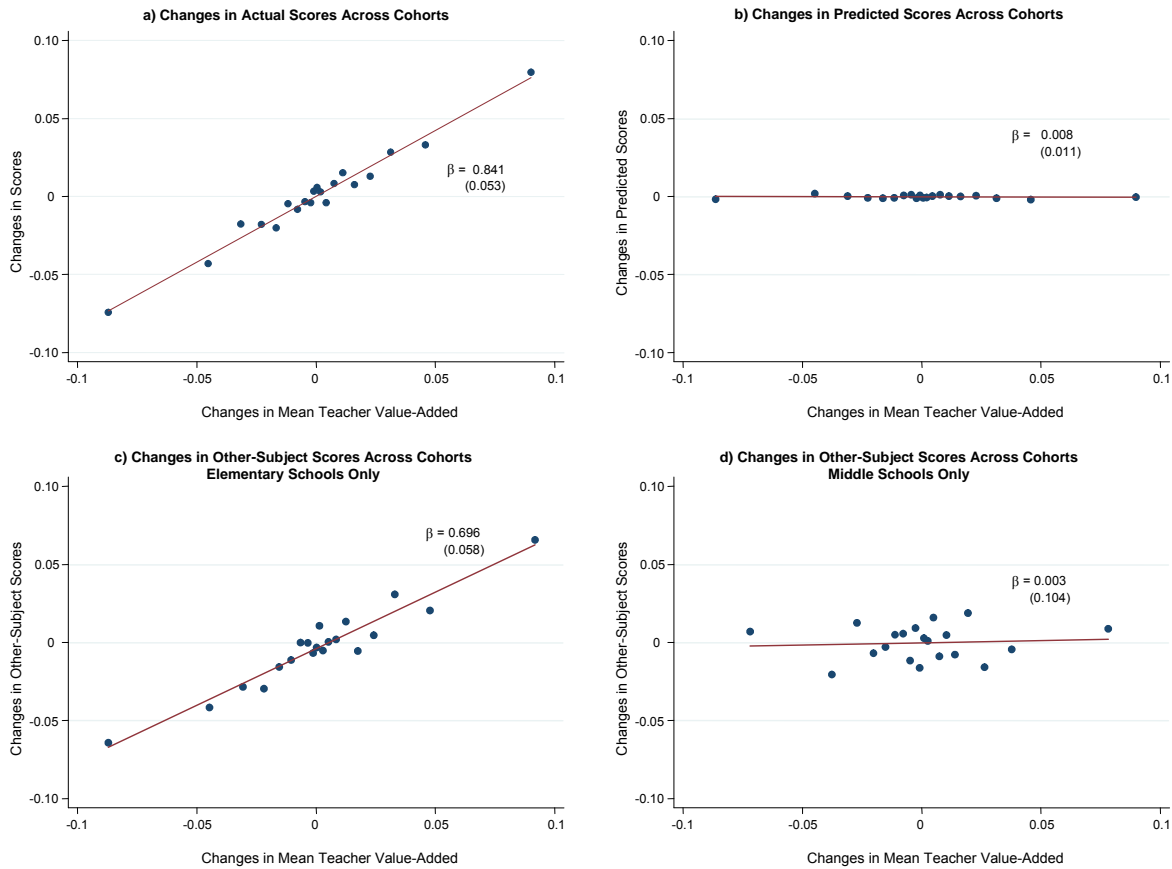 a) Changes in Actual Scores Across Cohorts
Changes in Scores
0.10
0.05
0
-0.05
-0.10
β = 0.841
(0.053)
-0.1
-0.05
0
0.05
0.1
Changes in Mean Teacher Value-Added
b) Changes in Predicted Scores Across Cohorts
Changes in Predicted Scores
0.10
0.05
0
-0.05
-0.10
β = 0.008
(0.011)
-0.1
-0.05
0
0.05
0.1
Changes in Mean Teacher Value-Added
c) Changes in Other-Subject Scores Across Cohorts
Elementary Schools Only
Changes in Other-Subject Scores
0.10
0.05
0
-0.05
-0.10
β = 0.696
(0.058)
-0.1
-0.05
0
0.05
0.1
Changes in Mean Teacher Value-Added
d) Changes in Other-Subject Scores Across Cohorts
Middle Schools Only
Changes in Other-Subject Scores
0.10
0.05
0
-0.05
-0.10
β = 0.003
(0.104)
-0.1
-0.05
0
0.05
0.1
Changes in Mean Teacher Value-Added